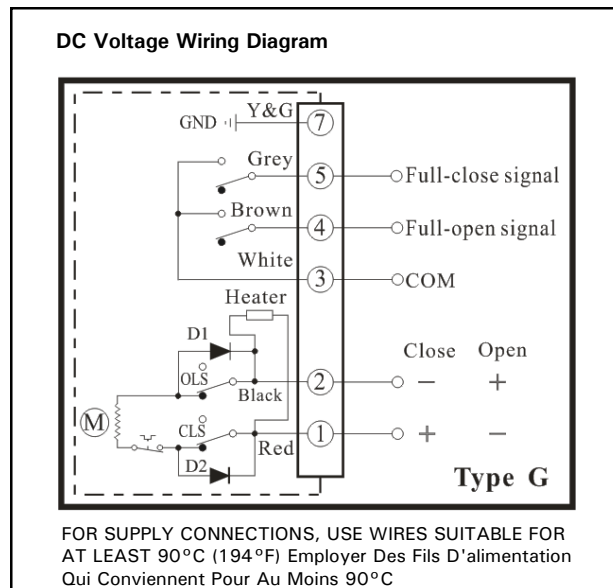 DC Voltage Wiring Diagram
Y&G
GND
7
Grey
5
Full-close signal
Brown
4
Full-open signal
White
3
COM
Heater
D1
Close Open
OLS
Black
2
− +
M
CLS
Red
1
+ −
D2
Type G
FOR SUPPLY CONNECTIONS, USE WIRES SUITABLE FOR
AT LEAST 90°C (194°F) Employer Des Fils D'alimentation
Qui Conviennent Pour Au Moins 90°C